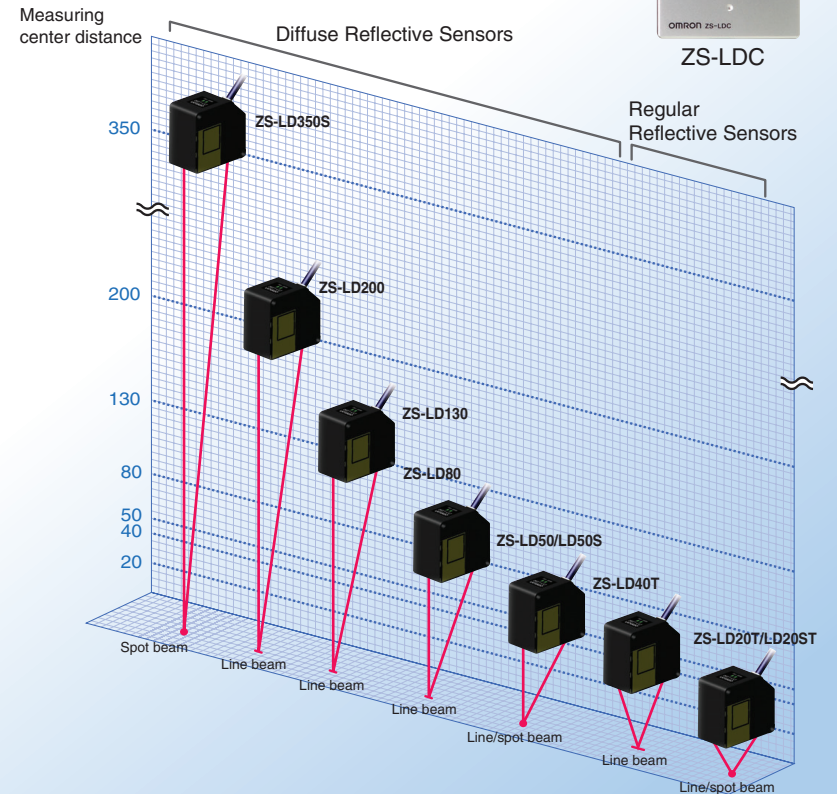 Measuring
center distance
Diffuse Reflective Sensors
OMRON ZS-LDC
ZS-LDC
Regular
Reflective Sensors
350
ZS-LD350S
200
ZS-LD200
130
ZS-LD130
80
ZS-LD80
50
ZS-LD50/LD50S
40
ZS-LD40T
20
ZS-LD20T/LD20ST
Spot beam
Line beam
Line beam
Line beam
Line/spot beam
Line beam
Line/spot beam